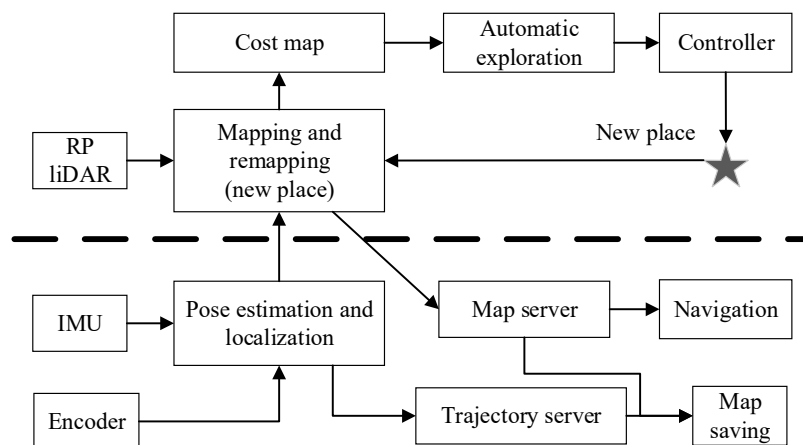 Cost map
Automatic
exploration
Controller
RP
liDAR
Mapping and
remapping
(new place)
New place
IMU
Pose estimation and
localization
Map server
Navigation
Encoder
Trajectory server
Map
saving